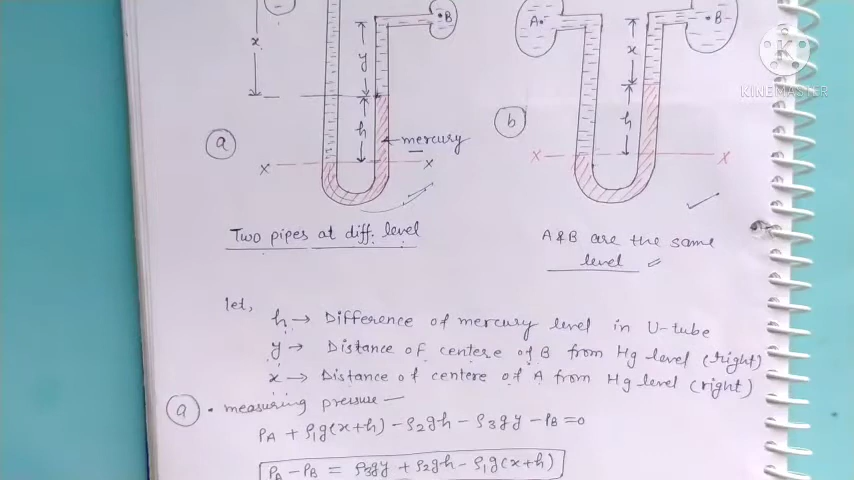 B
A
B
x
y
x
h
h
mercury
a
b
x
x
x
x
KINEMASTER
Two pipes at diff. level
A & B are the same
level
let,
h → Difference of mercury level in U-tube
y → Distance of centere of B from Hg level (right)
x → Distance of centere of A from Hg level (right)
a • measuring pressure —
PA + ρ1g(x+h) - ρ2gh - ρ3gy - PB = 0
PA - PB = ρ3gy + ρ2gh - ρ1g(x+h)